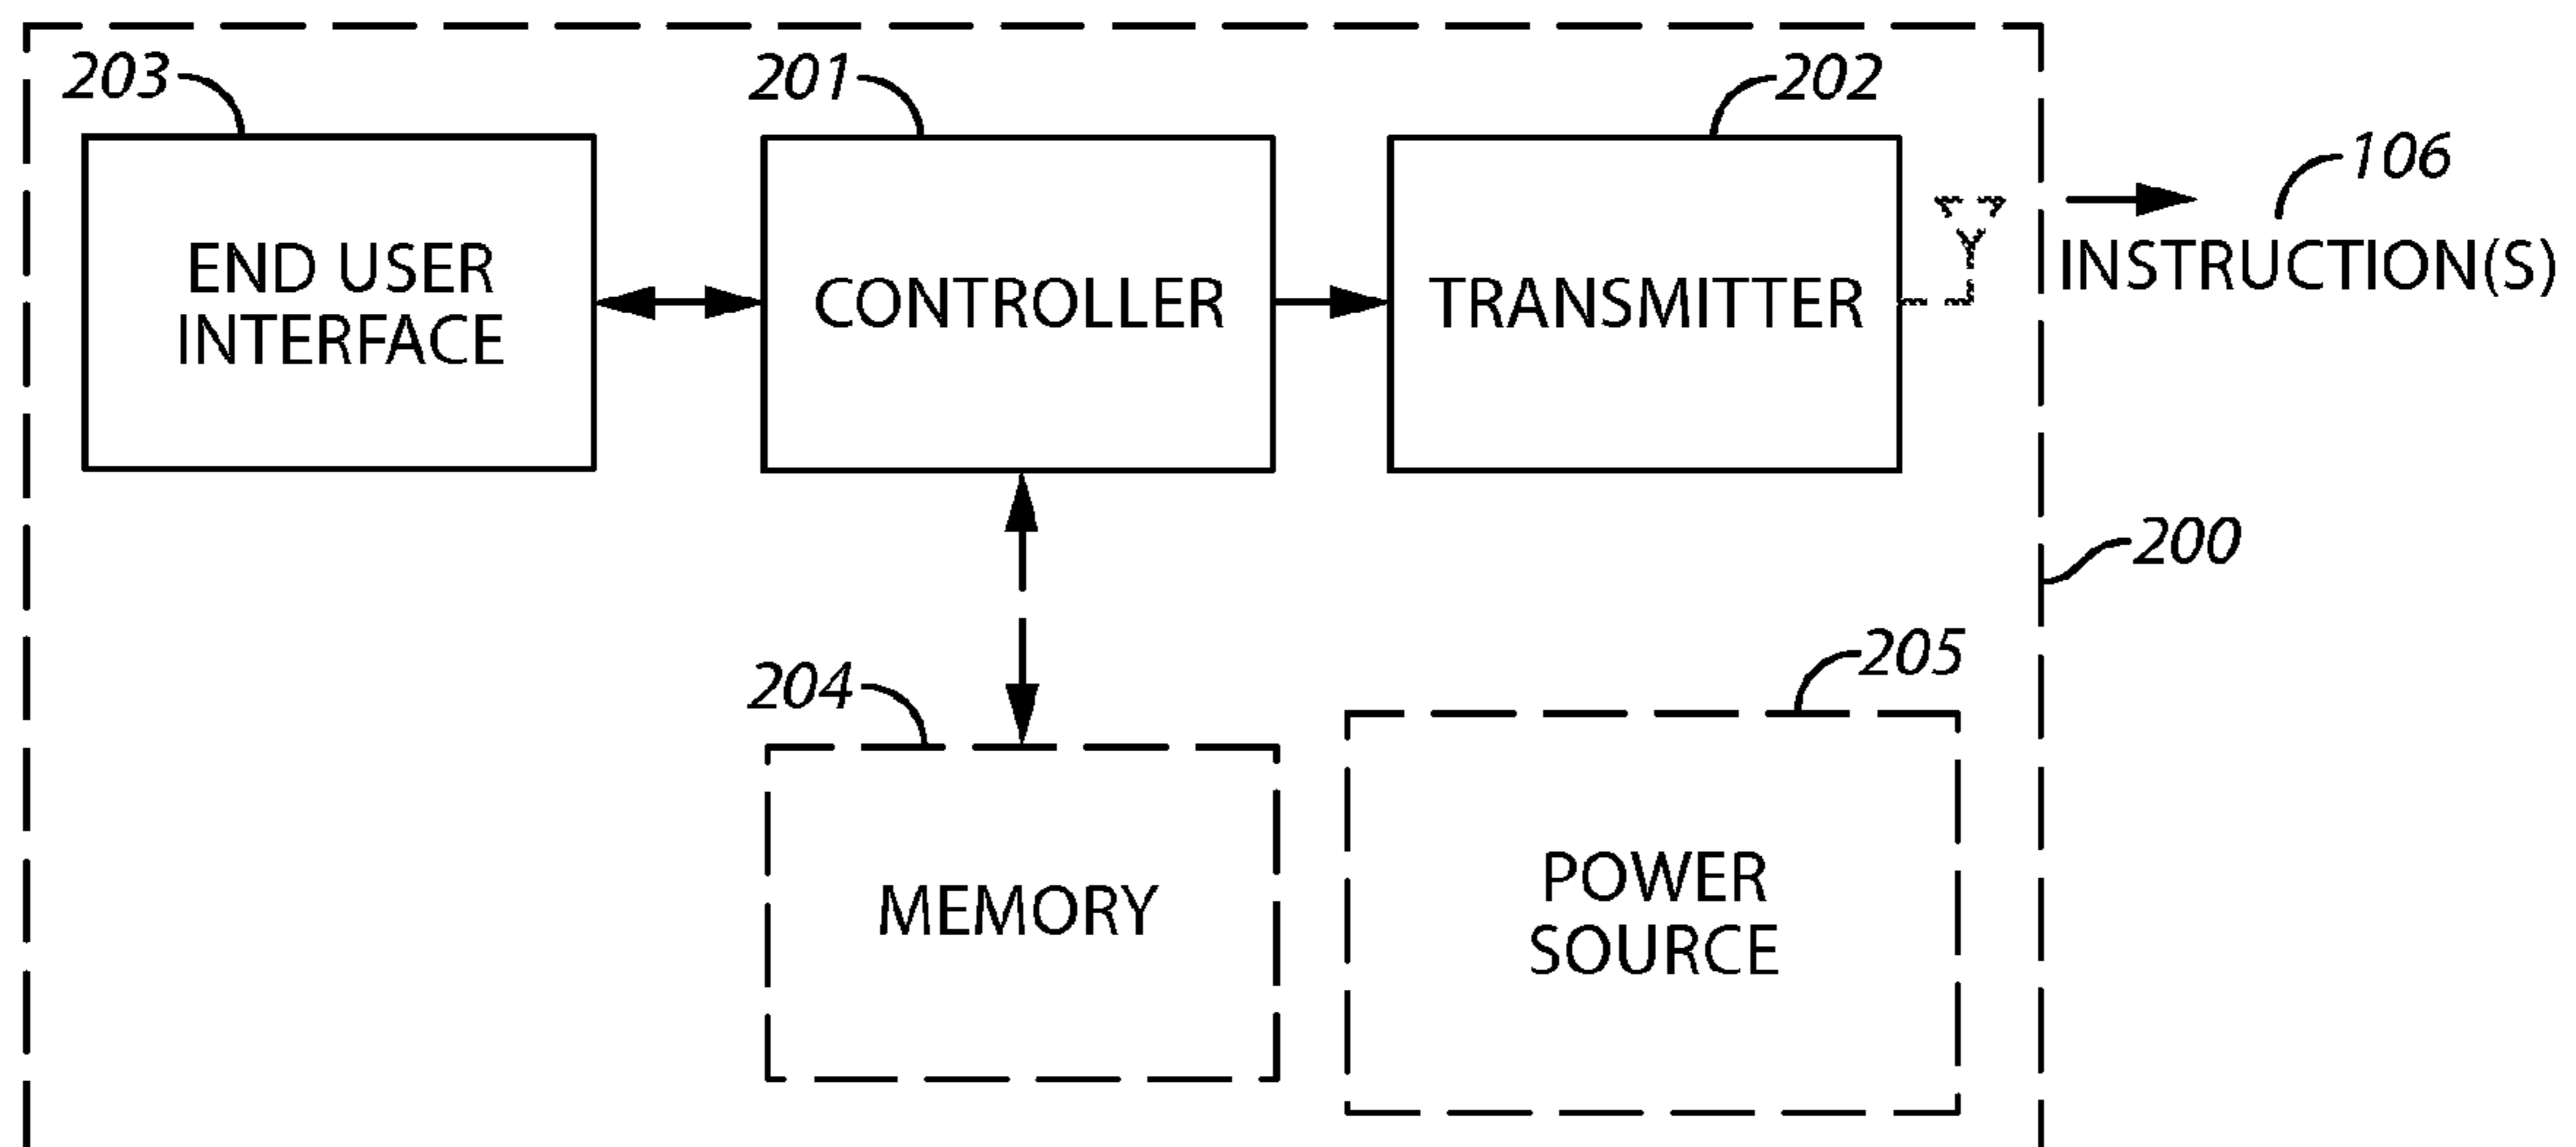 203
201
202
106
END USER
INTERFACE
CONTROLLER
TRANSMITTER
INSTRUCTION(S)
200
204
205
MEMORY
POWER
SOURCE